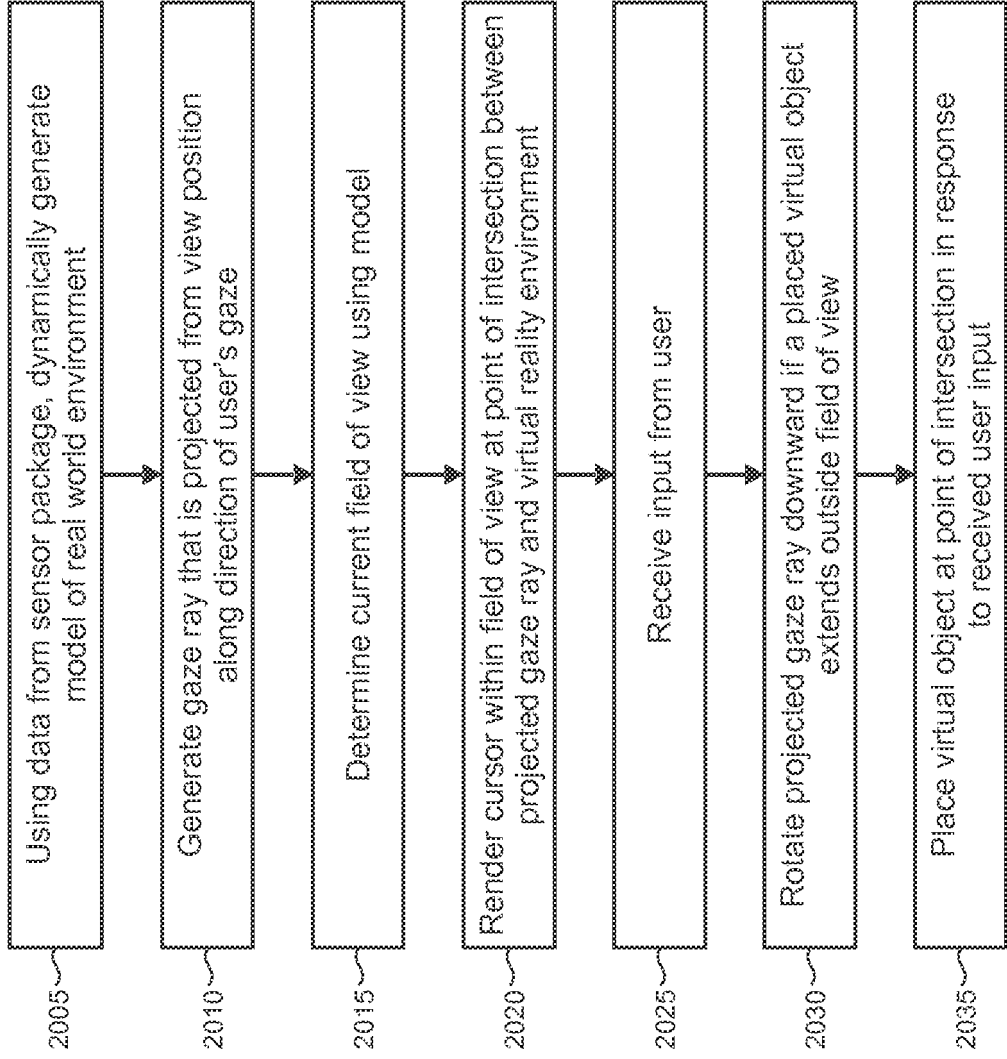 2005
Using data from sensor package, dynamically generate
model of real world environment
2010
Generate gaze ray that is projected from view position
along direction of user's gaze
2015
Determine current field of view using model
2020
Render cursor within field of view at point of intersection between
projected gaze ray and virtual reality environment
2025
Receive input from user
2030
Rotate projected gaze ray downward if a placed virtual object
extends outside field of view
2035
Place virtual object at point of intersection in response
to received user input